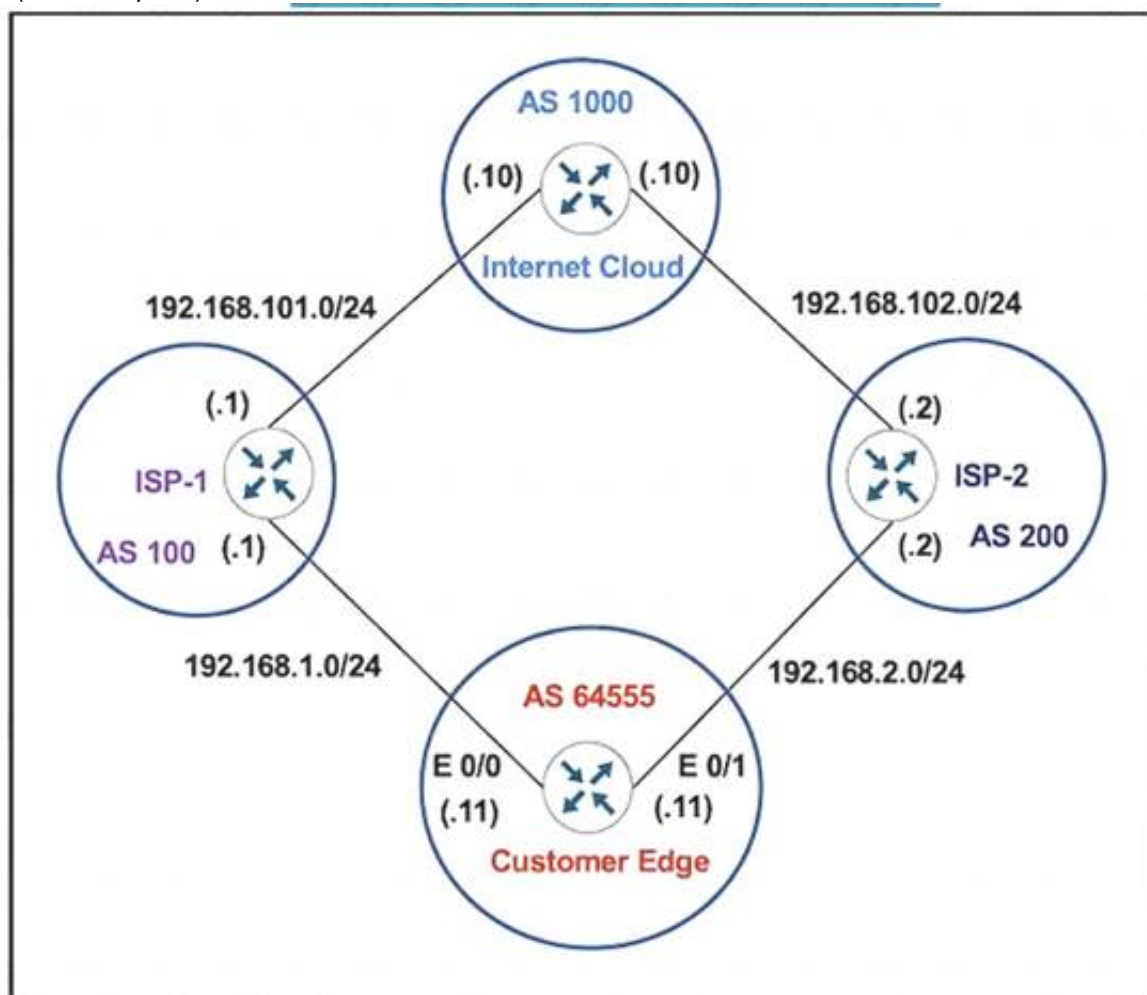 AS 1000
(.10) (.10)
Internet Cloud
192.168.101.0/24 192.168.102.0/24
(.1) (.2)
ISP-1 ISP-2
AS 100 (.1) (.2) AS 200
192.168.1.0/24 192.168.2.0/24
AS 64555
E 0/0 E 0/1
(.11) (.11)
Customer Edge